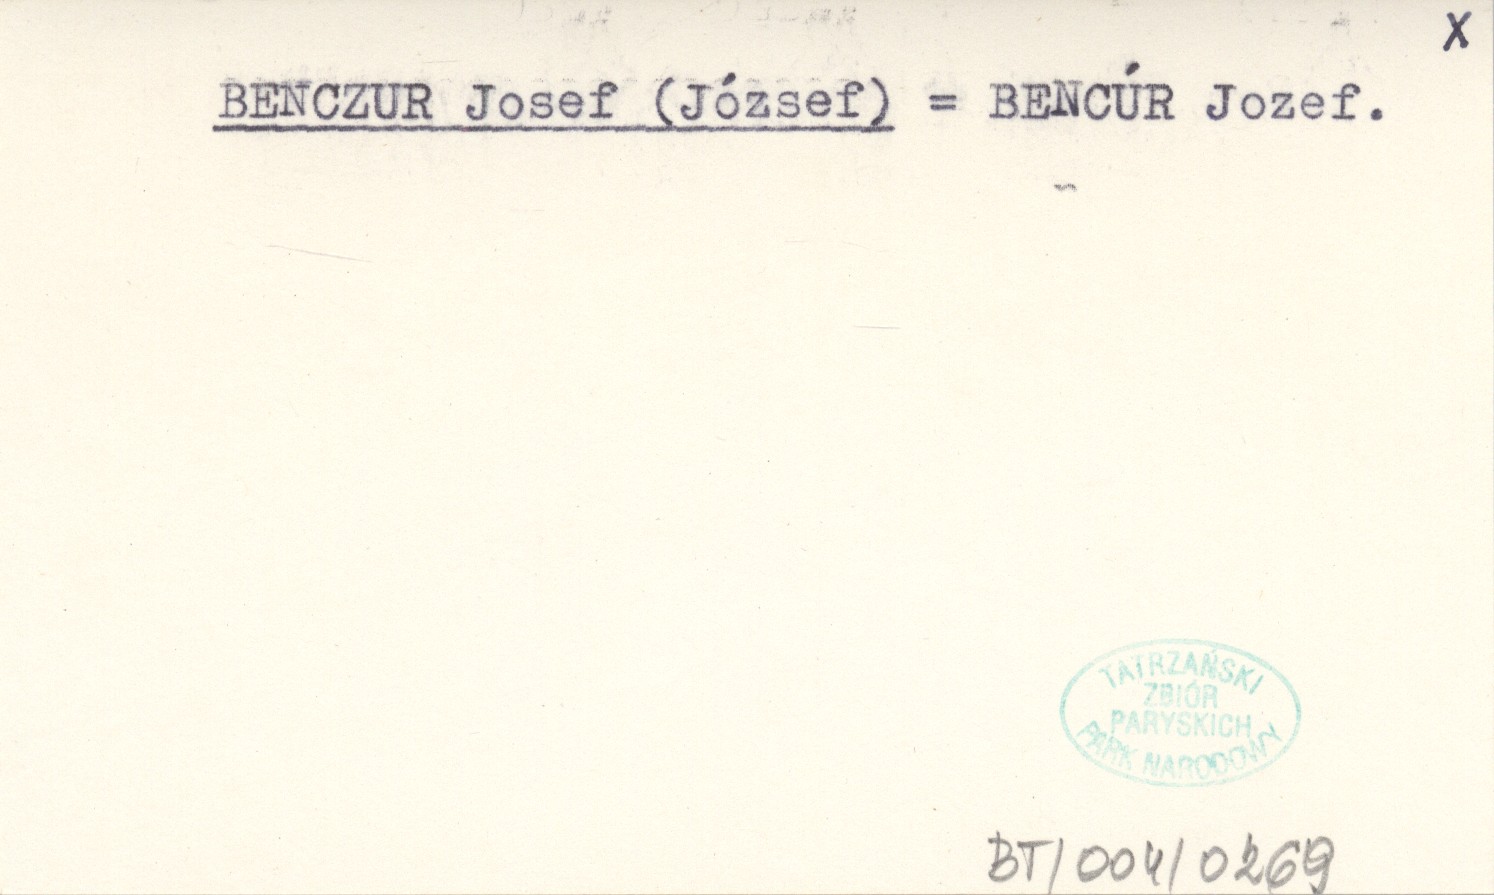 X
BENCZUR Josef (József) = BENCÚR Jozef.
TATRZAŃSKI
ZBIÓR
PARYSKICH
PARK NARODOWY
BT/004/0269